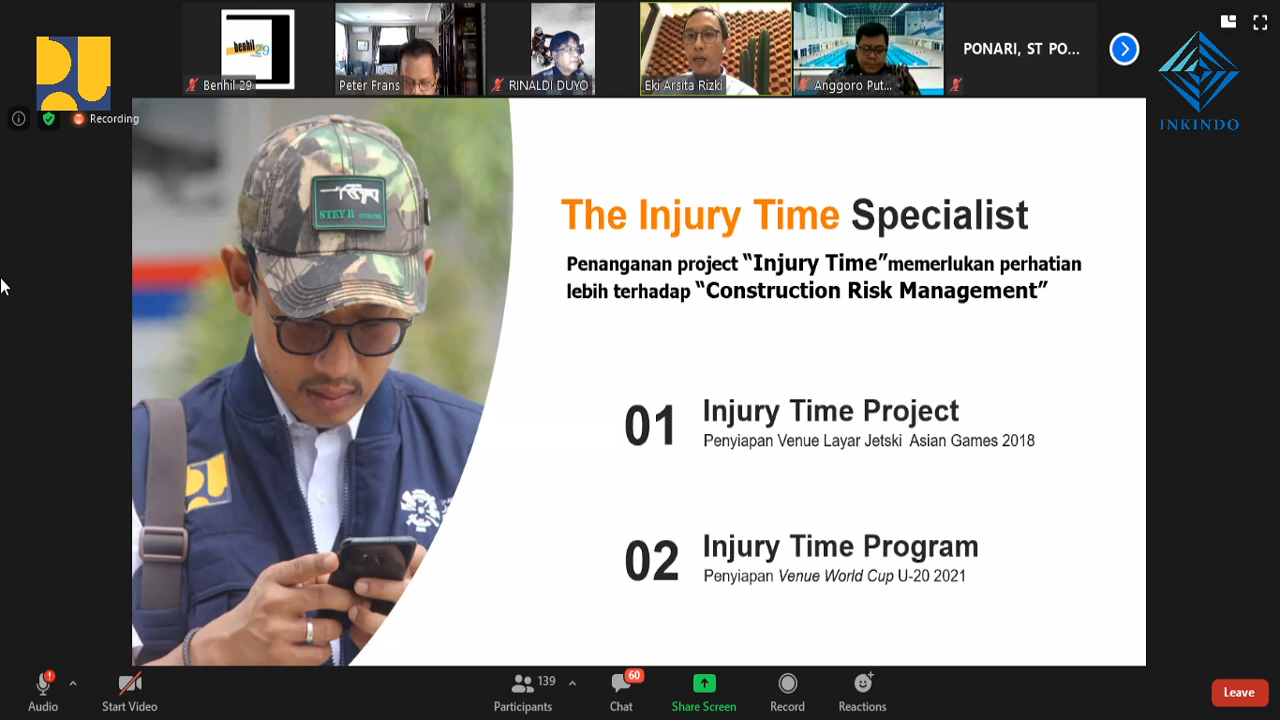 benhil
29
Benhil 29
Peter Frans
RINALDI DUYO
Eki Arsita Rizki
Anggoro Put...
PONARI, ST PO...
INKINDO
Recording
STEYR
The Injury Time Specialist
Penanganan project “Injury Time”memerlukan perhatian
lebih terhadap “Construction Risk Management”
01
Injury Time Project
Penyiapan Venue Layar Jetski Asian Games 2018
02
Injury Time Program
Penyiapan Venue World Cup U-20 2021
Audio
Start Video
139
Participants
60
Chat
Share Screen
Record
Reactions
Leave